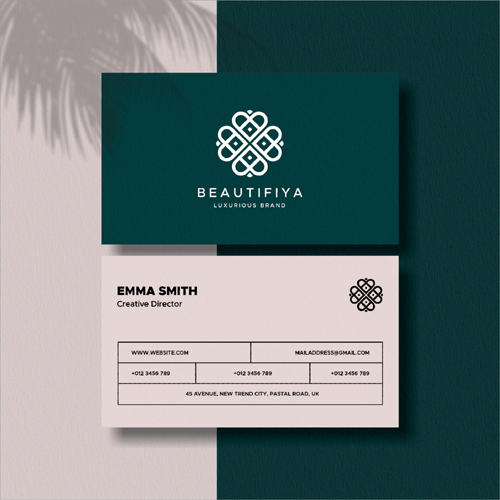 BEAUTIFIYA
LUXURIOUS BRAND
EMMA SMITH
Creative Director
WWW.WEBSITE.COM
MAILADDRESS@GMAIL.COM
+012 3456 789
+012 3456 789
+012 3456 789
45 AVENUE, NEW TREND CITY, PASTAL ROAD, UK